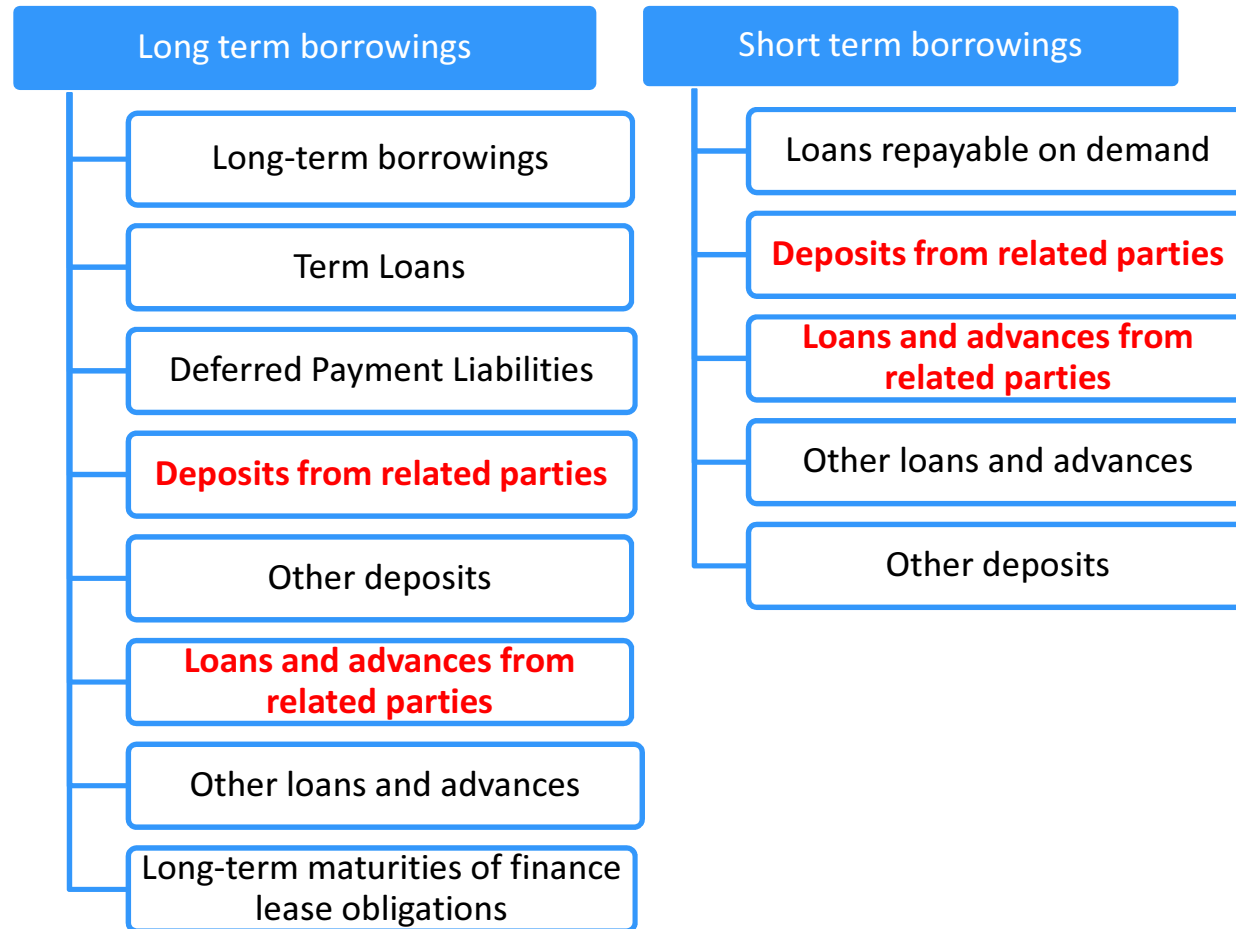 Long term borrowings
Long-term borrowings
Term Loans
Deferred Payment Liabilities
Deposits from related parties
Other deposits
Loans and advances from
related parties
Other loans and advances
Long-term maturities of finance
lease obligations
Short term borrowings
Loans repayable on demand
Deposits from related parties
Loans and advances from
related parties
Other loans and advances
Other deposits